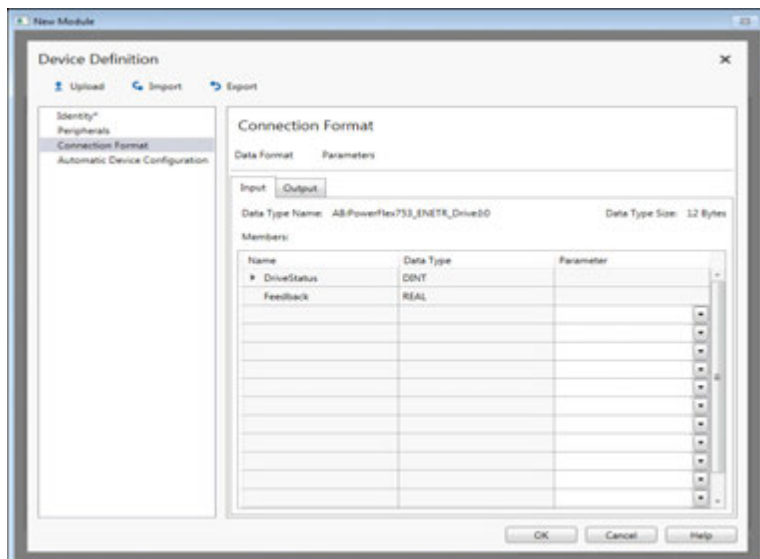 New Module
Device Definition
Upload Import Export
Identity*
Peripherals
Connection Format
Automatic Device Configuration
Connection Format
Data Format Parameters
Input Output
Data Type Name: AB:PowerFlex753_ENETR_Drive:I:0 Data Type Size: 12 Bytes
Members:
Name Data Type Parameter
DriveStatus DINT
Feedback REAL
OK Cancel Help